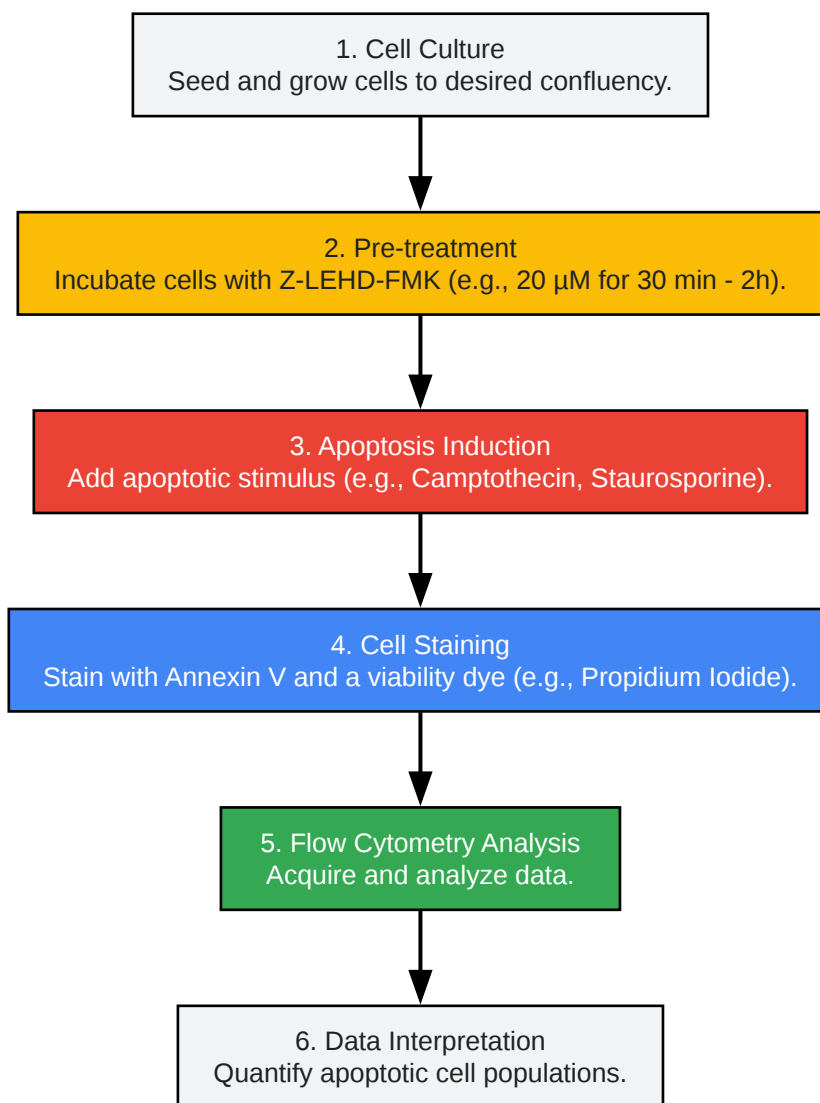 1. Cell Culture
Seed and grow cells to desired confluency.
2. Pre-treatment
Incubate cells with Z-LEHD-FMK (e.g., 20 µM for 30 min - 2h).
3. Apoptosis Induction
Add apoptotic stimulus (e.g., Camptothecin, Staurosporine).
4. Cell Staining
Stain with Annexin V and a viability dye (e.g., Propidium Iodide).
5. Flow Cytometry Analysis
Acquire and analyze data.
6. Data Interpretation
Quantify apoptotic cell populations.